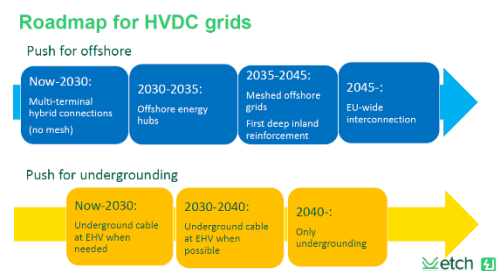 Roadmap for HVDC grids
Push for offshore
Now-2030:
Multi-terminal
hybrid connections
(no mesh)
2030-2035:
Offshore energy
hubs
2035-2045:
Meshed offshore
grids
First deep inland
reinforcement
2045-:
EU-wide
interconnection
Push for undergrounding
Now-2030:
Underground cable
at EHV when
needed
2030-2040:
Underground cable
at EHV when
possible
2040-:
Only
undergrounding
etch